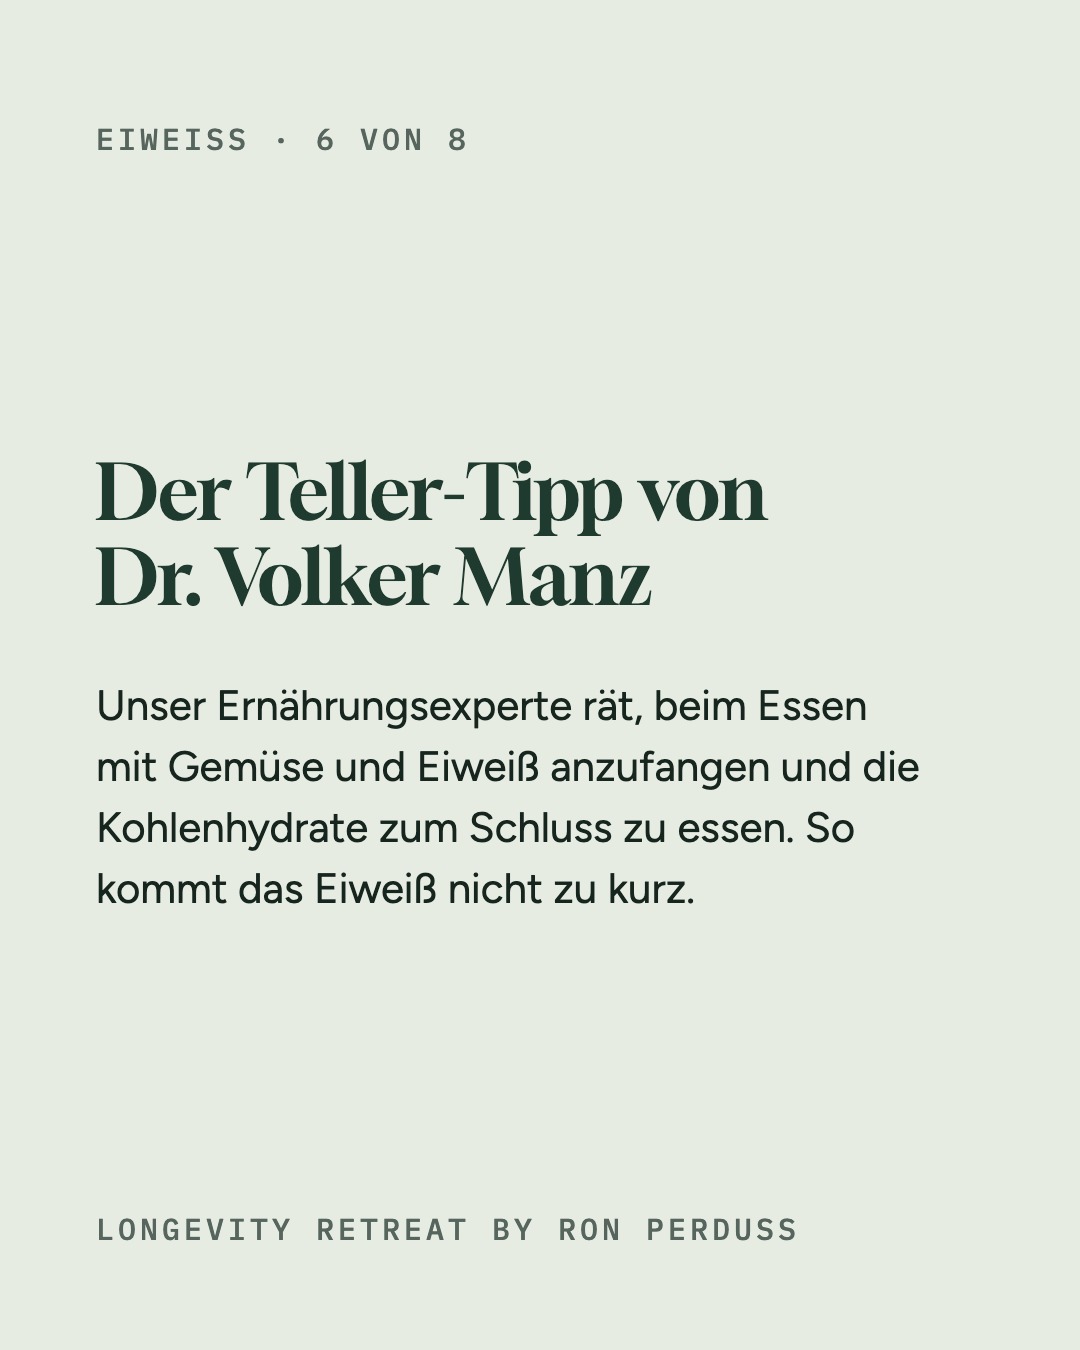 EIWEISS · 6 VON 8
Der Teller-Tipp von
Dr. Volker Manz
Unser Ernährungsexperte rät, beim Essen
mit Gemüse und Eiweiß anzufangen und die
Kohlenhydrate zum Schluss zu essen. So
kommt das Eiweiß nicht zu kurz.
LONGEVITY RETREAT BY RON PERDUSS